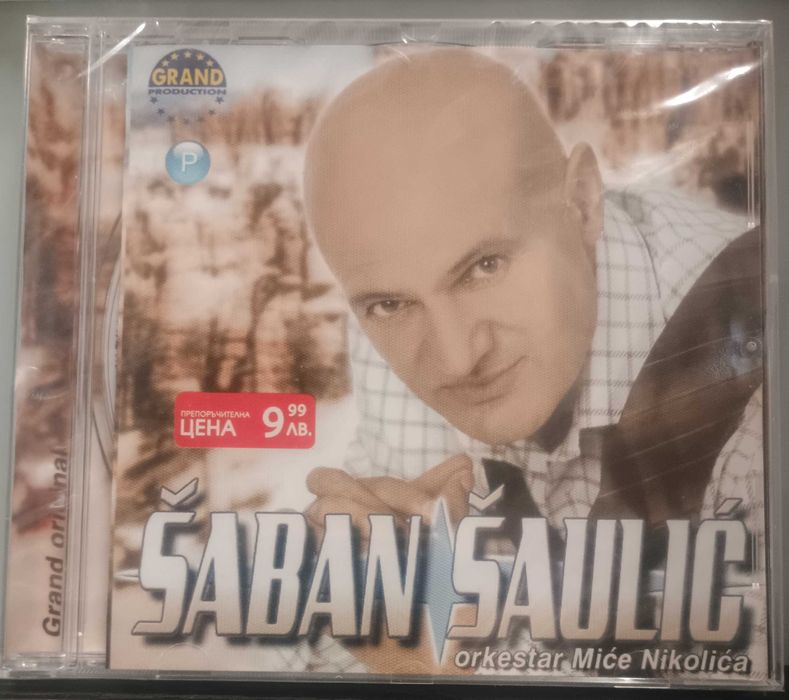 GRAND
PRODUCTION
P
ПРЕПОРЪЧИТЕЛНА
ЦЕНА 9 99 ЛВ.
ŠABAN ŠAULIĆ
orkestar Miće Nikolića
Grand original